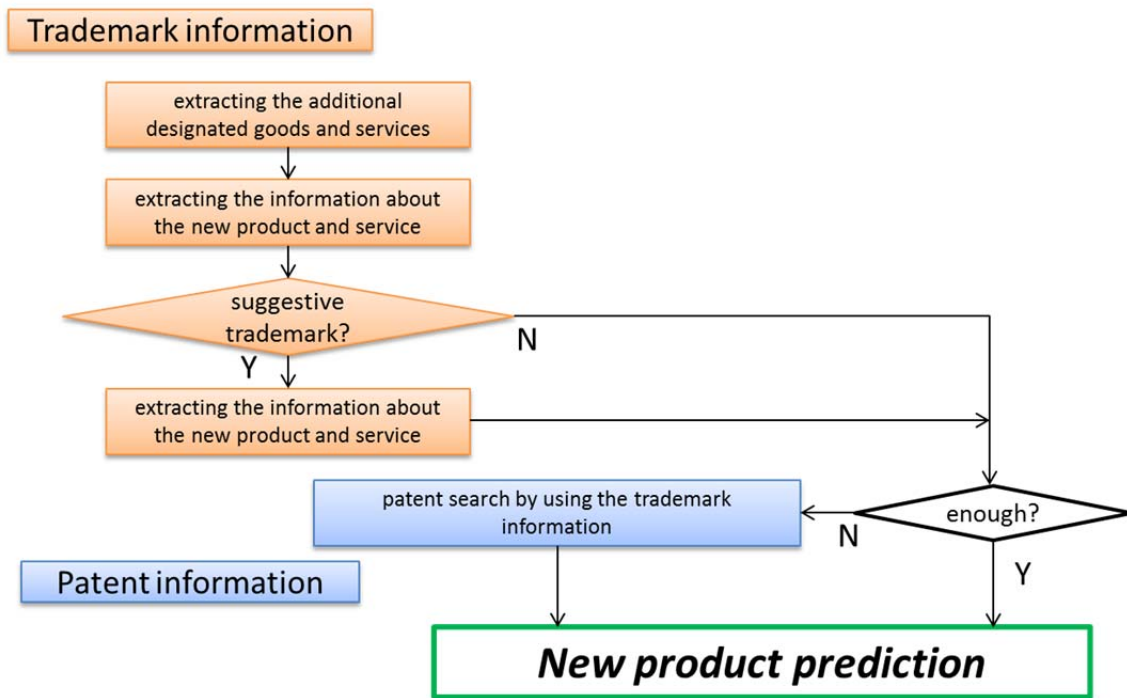 Trademark information
extracting the additional
designated goods and services
extracting the information about
the new product and service
suggestive
trademark?
N
Y
extracting the information about
the new product and service
patent search by using the trademark
information
enough?
N
Y
Patent information
New product prediction